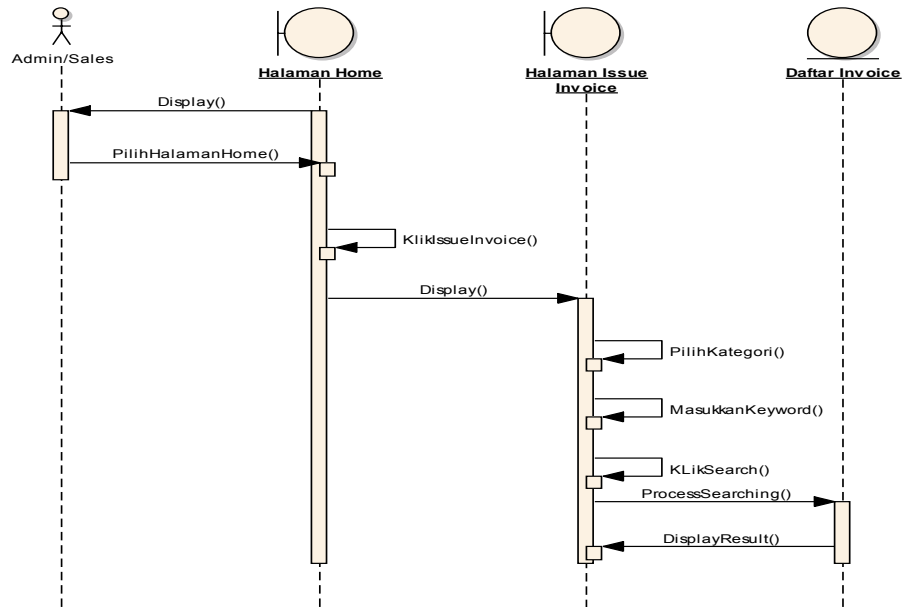 Admin/Sales
Halaman Home
Halaman Issue
Invoice
Daftar Invoice
Display()
PilihHalamanHome()
KlikIssueInvoice()
Display()
PilihKategori()
MasukkanKeyword()
KLikSearch()
ProcessSearching()
DisplayResult()